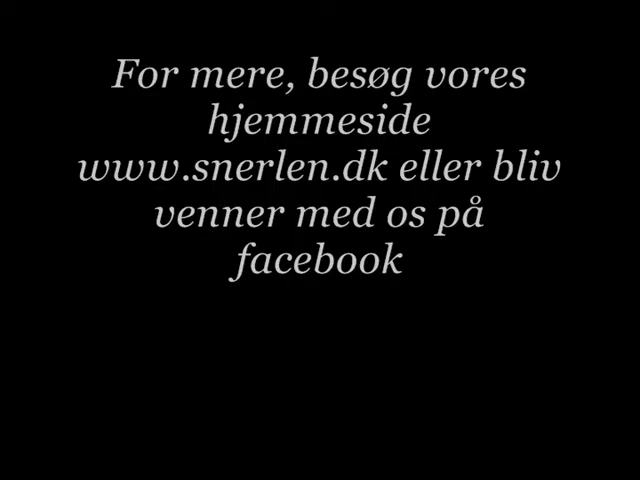 For mere, besøg vores
hjemmeside
www.snerlen.dk eller bliv
venner med os på
facebook